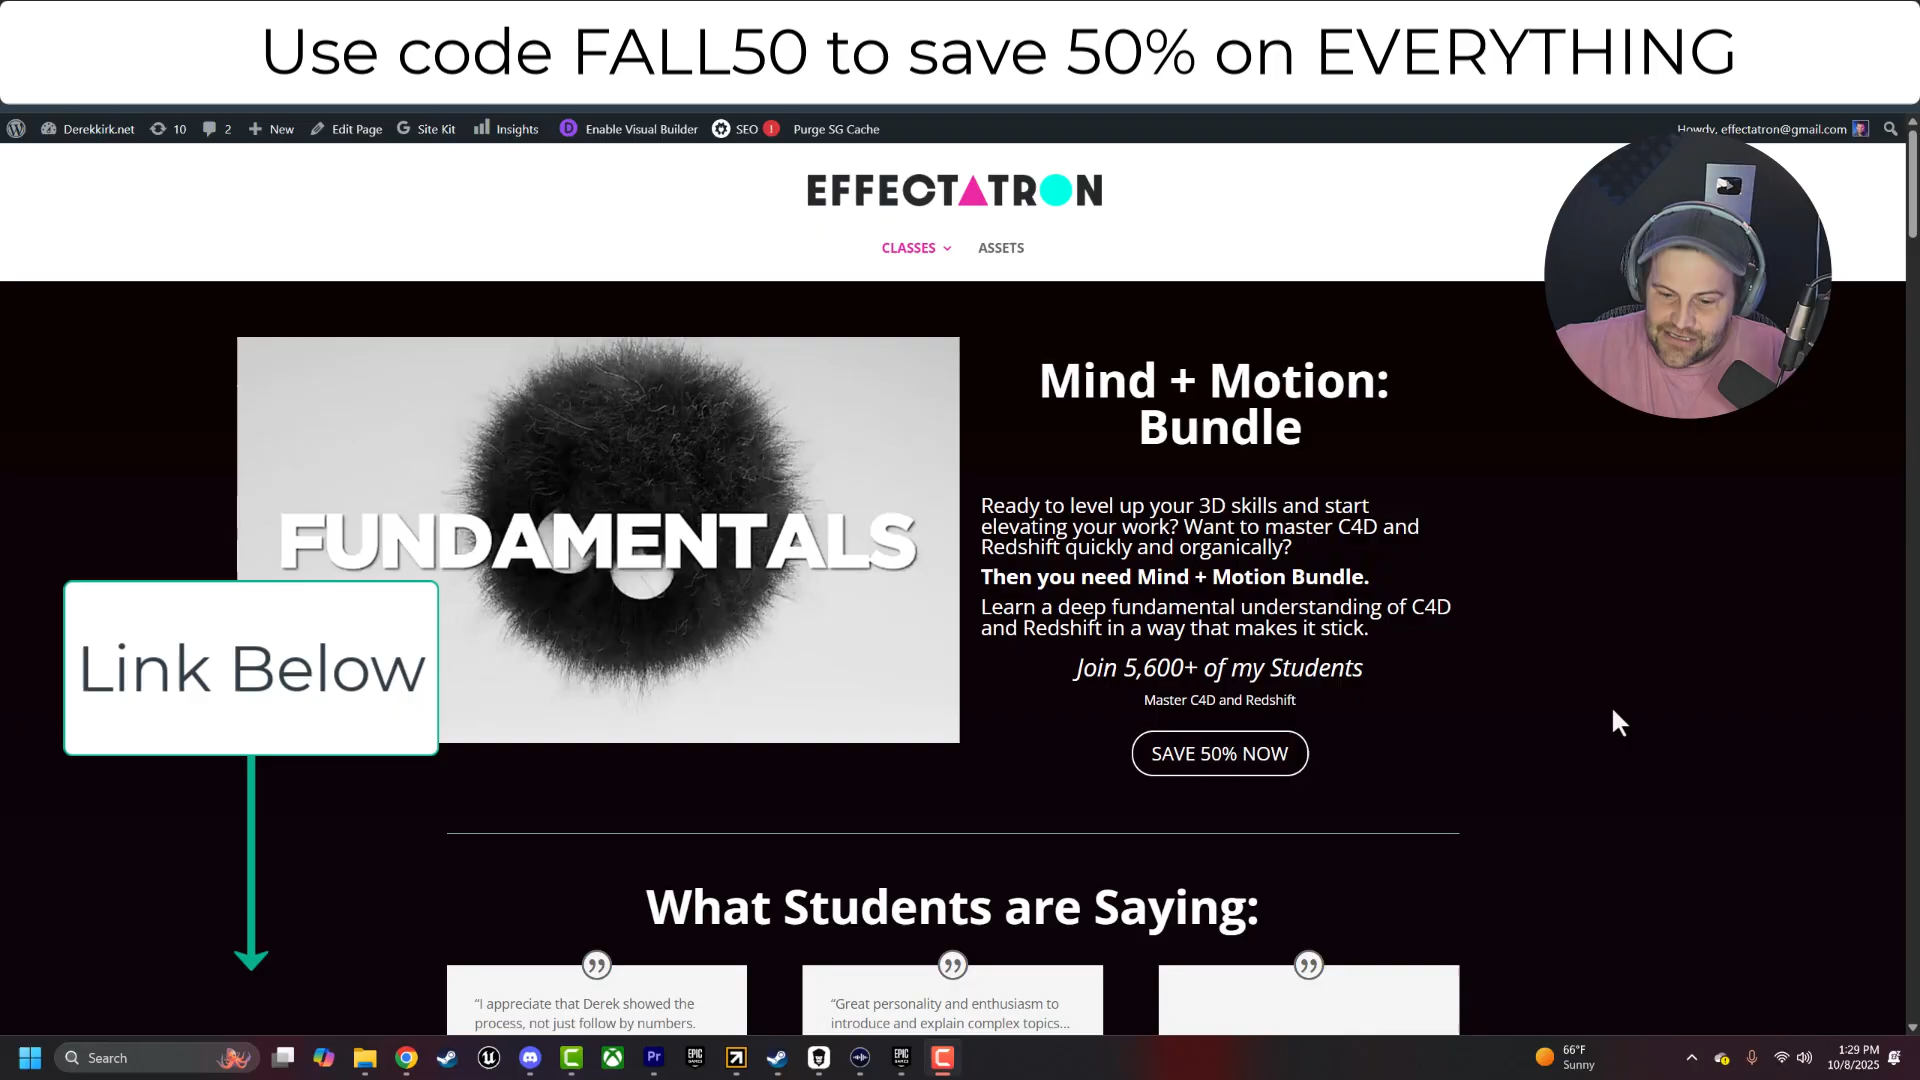 Use code FALL50 to save 50% on EVERYTHING
Derekkirk.net 10 2 New Edit Page Site Kit Insights Enable Visual Builder SEO ! Purge SG Cache Howdy, effectatron@gmail.com
EFFECTATRON
CLASSES ASSETS
FUNDAMENTALS
Mind + Motion:
Bundle
Ready to level up your 3D skills and start
elevating your work? Want to master C4D and
Redshift quickly and organically?
Then you need Mind + Motion Bundle.
Learn a deep fundamental understanding of C4D
and Redshift in a way that makes it stick.
Join 5,600+ of my Students
Master C4D and Redshift
SAVE 50% NOW
Link Below
What Students are Saying:
“I appreciate that Derek showed the
process, not just follow by numbers.
“Great personality and enthusiasm to
introduce and explain complex topics...
Search
Pr
EPIC
GAMES
EPIC
GAMES
66°F
Sunny
1:29 PM
10/8/2025